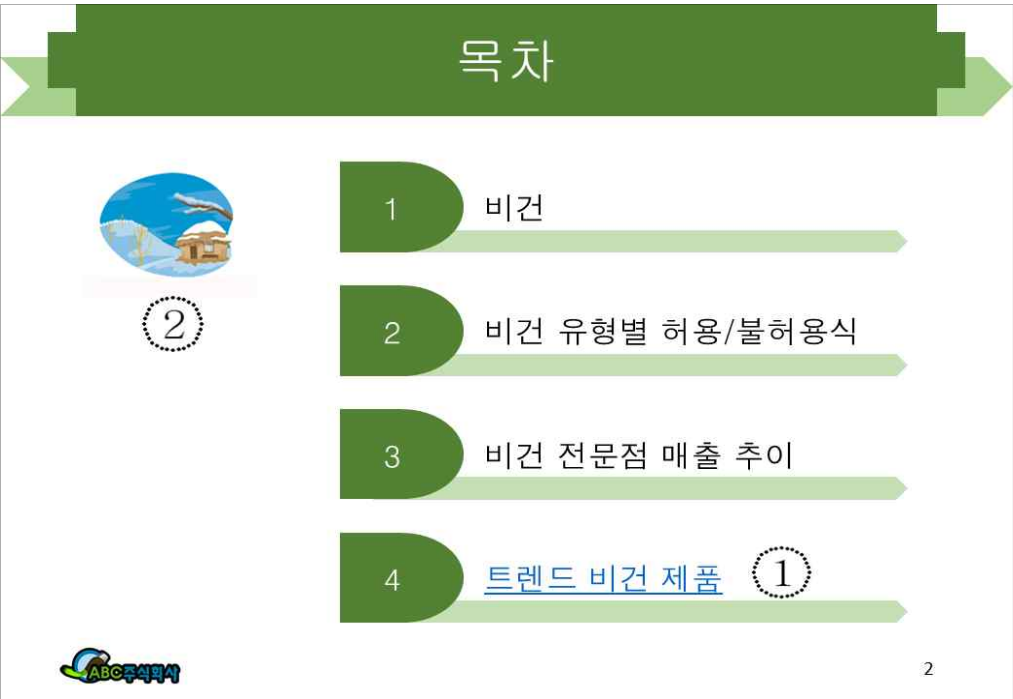 목차
1 비건
②
2 비건 유형별 허용/불허용식
3 비건 전문점 매출 추이
4 트렌드 비건 제품 ①
ABC주식회사
2